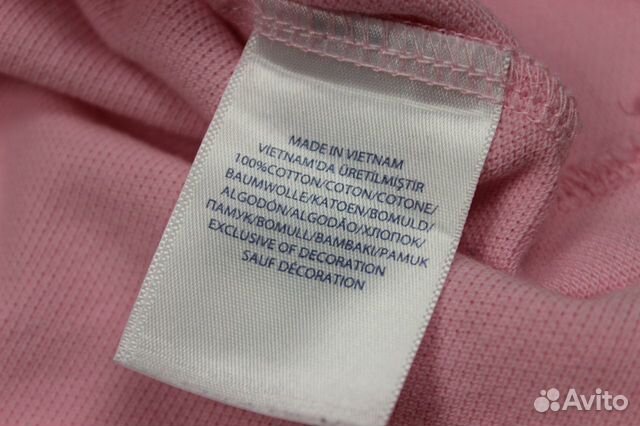 MADE IN VIETNAM
VIETNAM'DA ÜRETILMIŞTIR
100%COTTON/COTON/COTONE/
BAUMWOLLE/KATOEN/BOMULD/
ALGODÓN/ALGODÃO/ХЛОПОК/
ПАМУК/BOMULL/BAMBAKI/PAMUK
EXCLUSIVE OF DECORATION
SAUF DÉCORATION
Avito